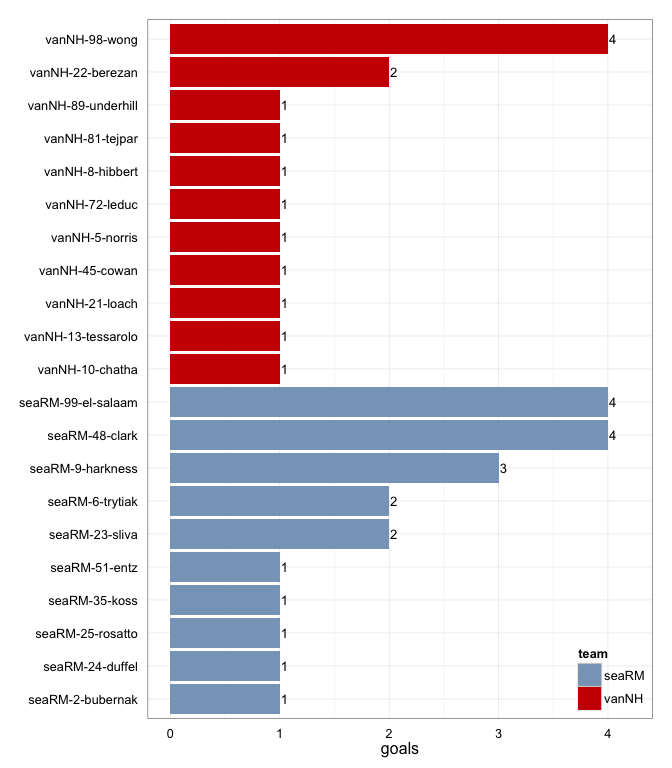 vanNH-98-wong 4
vanNH-22-berezan 2
vanNH-89-underhill 1
vanNH-81-tejpar 1
vanNH-8-hibbert 1
vanNH-72-leduc 1
vanNH-5-norris 1
vanNH-45-cowan 1
vanNH-21-loach 1
vanNH-13-tessarolo 1
vanNH-10-chatha 1
seaRM-99-el-salaam 4
seaRM-48-clark 4
seaRM-9-harkness 3
seaRM-6-trytiak 2
seaRM-23-sliva 2
seaRM-51-entz 1
seaRM-35-koss 1
seaRM-25-rosatto 1
seaRM-24-duffel 1
seaRM-2-bubernak 1
team
seaRM
vanNH
0 1 2 3 4
goals